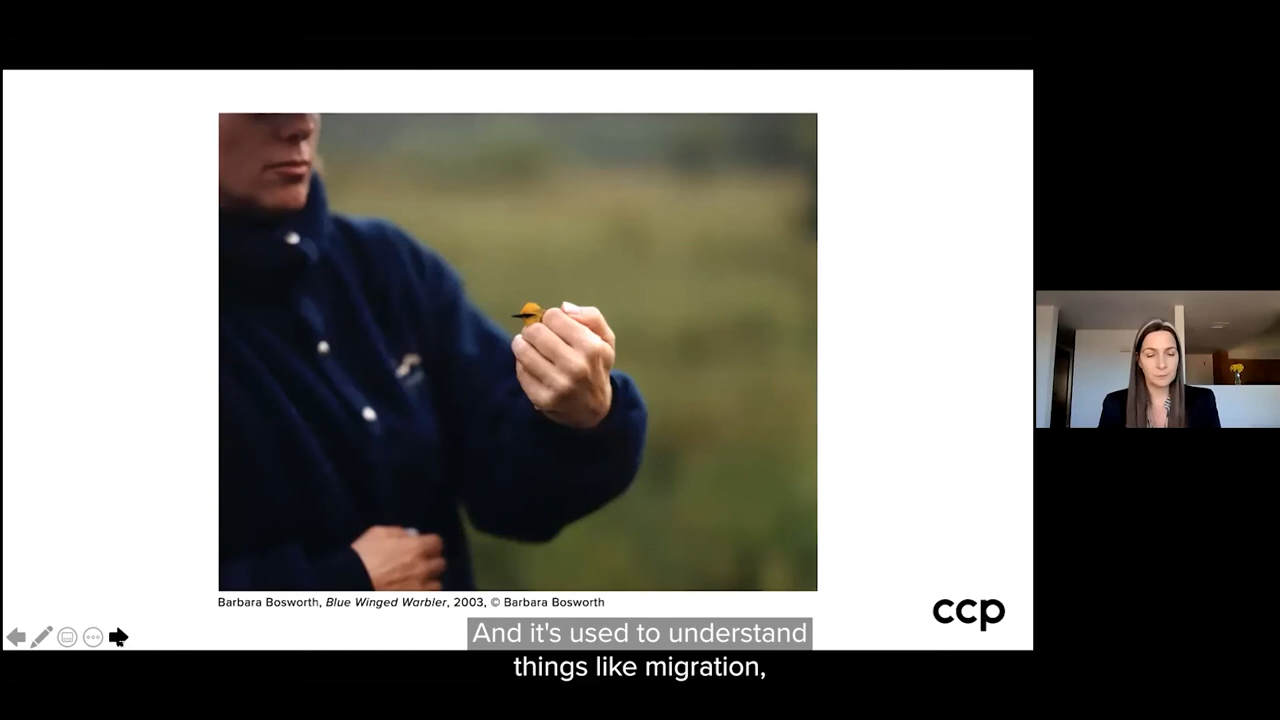 Barbara Bosworth, Blue Winged Warbler, 2003, © Barbara Bosworth
ccp
And it's used to understand
things like migration,